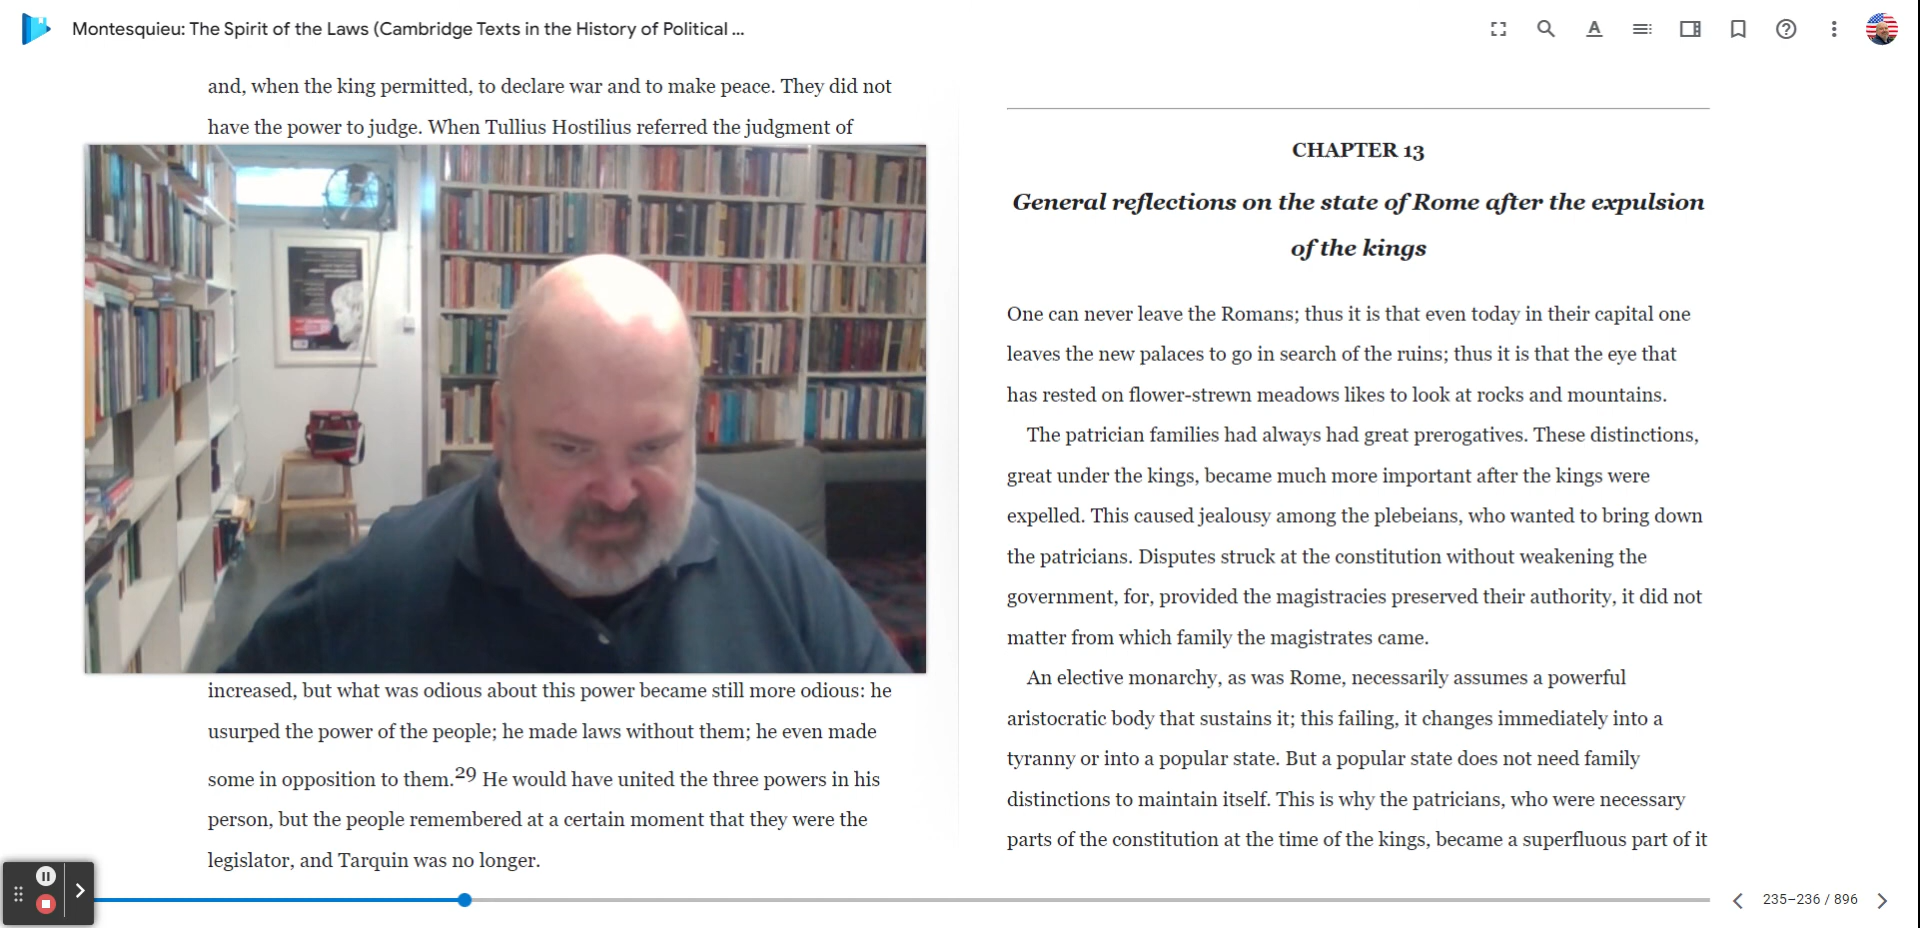 Montesquieu: The Spirit of the Laws (Cambridge Texts in the History of Political ...
and, when the king permitted, to declare war and to make peace. They did not
have the power to judge. When Tullius Hostilius referred the judgment of
increased, but what was odious about this power became still more odious: he
usurped the power of the people; he made laws without them; he even made
some in opposition to them.29 He would have united the three powers in his
person, but the people remembered at a certain moment that they were the
legislator, and Tarquin was no longer.
CHAPTER 13
General reflections on the state of Rome after the expulsion
of the kings
One can never leave the Romans; thus it is that even today in their capital one
leaves the new palaces to go in search of the ruins; thus it is that the eye that
has rested on flower-strewn meadows likes to look at rocks and mountains.
The patrician families had always had great prerogatives. These distinctions,
great under the kings, became much more important after the kings were
expelled. This caused jealousy among the plebeians, who wanted to bring down
the patricians. Disputes struck at the constitution without weakening the
government, for, provided the magistracies preserved their authority, it did not
matter from which family the magistrates came.
An elective monarchy, as was Rome, necessarily assumes a powerful
aristocratic body that sustains it; this failing, it changes immediately into a
tyranny or into a popular state. But a popular state does not need family
distinctions to maintain itself. This is why the patricians, who were necessary
parts of the constitution at the time of the kings, became a superfluous part of it
235–236 / 896